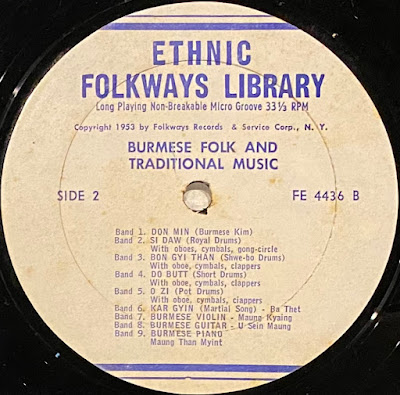 ETHNIC
FOLKWAYS LIBRARY
Long Playing Non-Breakable Micro Groove 33⅓ RPM
Copyright 1953 by Folkways Records & Service Corp., N. Y.
BURMESE FOLK AND
TRADITIONAL MUSIC
SIDE 2 FE 4436 B
Band 1. DON MIN (Burmese Kim)
Band 2. SI DAW (Royal Drums)
With oboes, cymbals, gong-circle
Band 3. BON GYI THAN (Shwe-bo Drums)
With oboe, cymbals, clappers
Band 4. DO BUTT (Short Drums)
With oboe, cymbals, clappers
Band 5. O ZI (Pot Drums)
With oboe, cymbals, clappers
Band 6. KAR GYIN (Martial Song) - Ba Thet
Band 7. BURMESE VIOLIN - Maung Kyaing
Band 8. BURMESE GUITAR - U Sein Maung
Band 9. BURMESE PIANO
Maung Than Myint